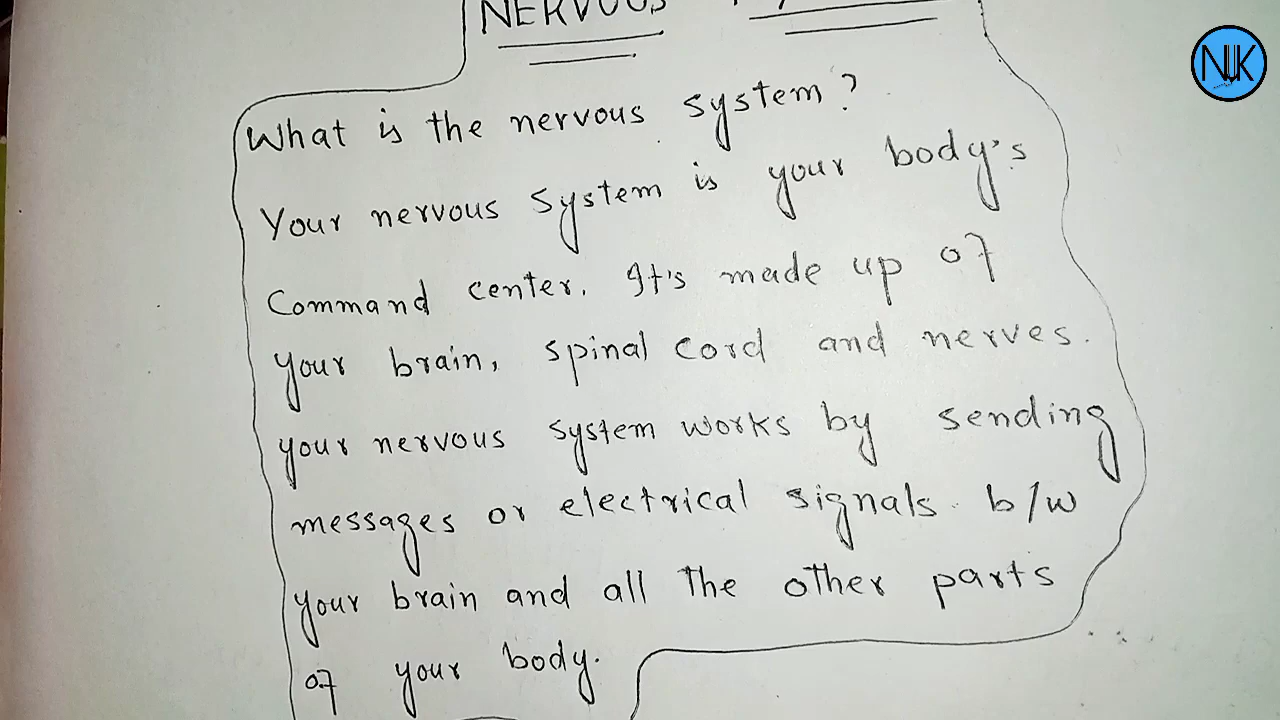 NERVOUS
What is the nervous system?
Your nervous system is your body's
Command center. It's made up of
your brain, spinal cord and nerves.
your nervous system works by sending
messages or electrical signals b/w
your brain and all the other parts
of your body.
NJK